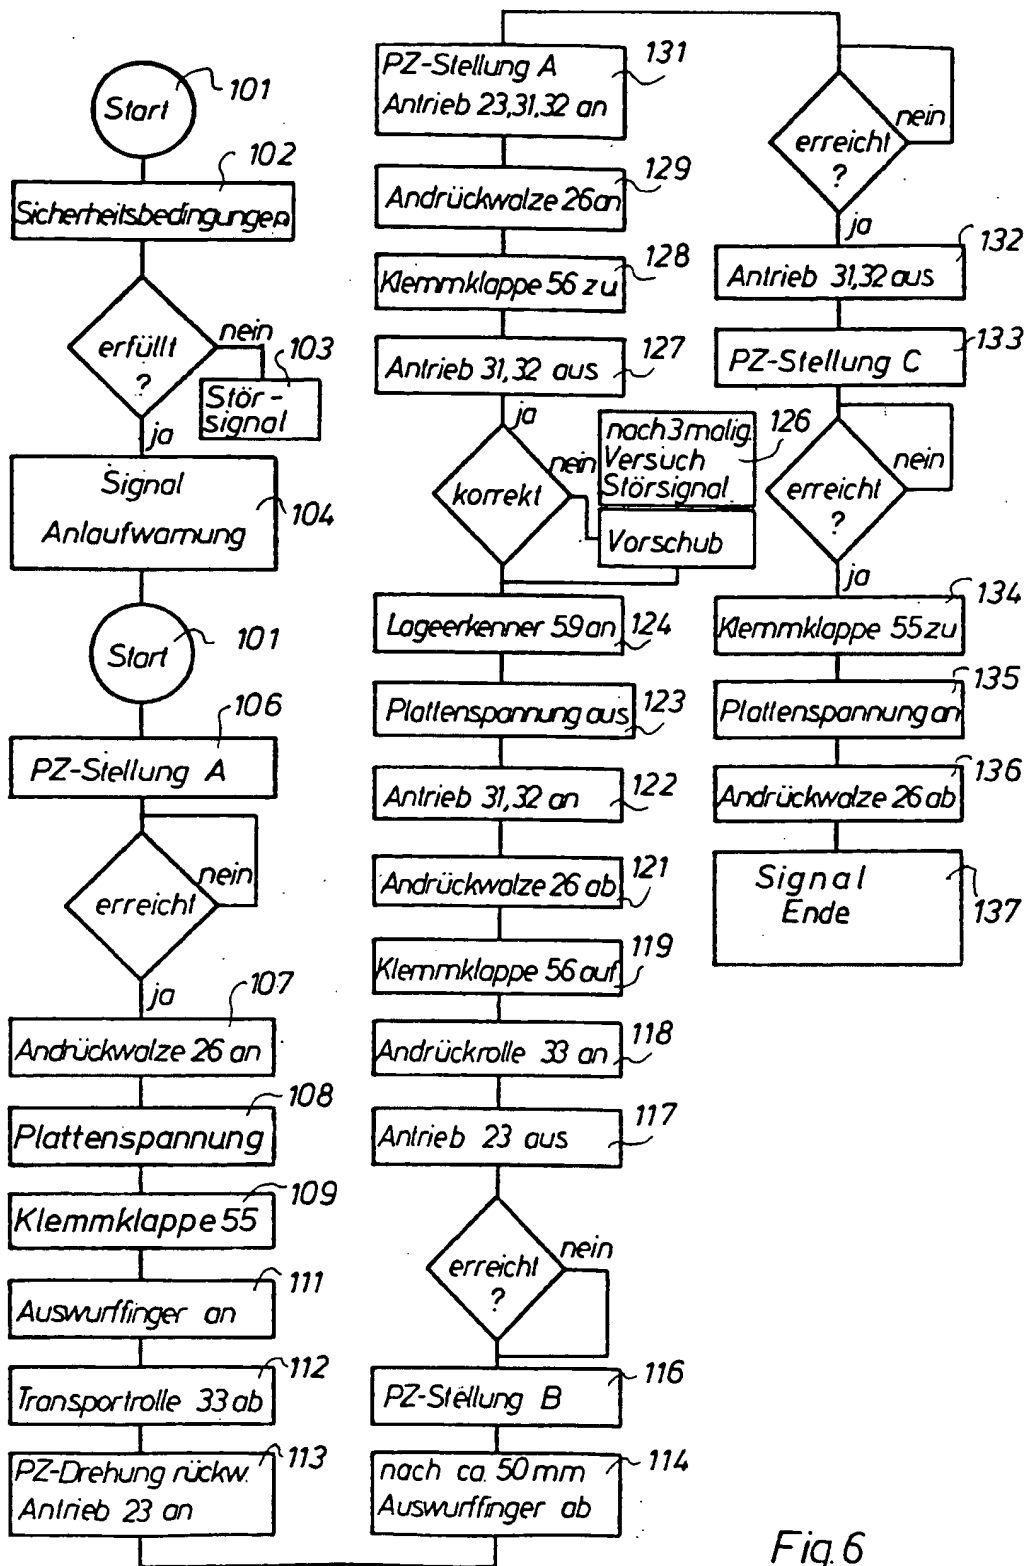 Start
101
102
Sicherheitsbedingungen
erfüllt
?
nein
103
Stör-
signal
ja
Signal
Anlaufwarnung
104
Start
101
106
PZ-Stellung A
nein
erreicht
ja
107
Andrückwalze 26 an
108
Plattenspannung
109
Klemmklappe 55
111
Auswurffinger an
112
Transportrolle 33 ab
113
PZ-Drehung rückw.
Antrieb 23 an
131
PZ-Stellung A
Antrieb 23,31,32 an
129
Andrückwalze 26 an
128
Klemmklappe 56 zu
127
Antrieb 31,32 aus
ja
korrekt
nein
nach 3 malig.
Versuch
Störsignal
126
Vorschub
Lageerkenner 59 an
124
Plattenspannung aus
123
Antrieb 31,32 an
122
Andrückwalze 26 ab
121
119
Klemmklappe 56 auf
Andrückrolle 33 an
118
117
Antrieb 23 aus
erreicht
?
nein
116
PZ-Stellung B
114
nach ca. 50 mm
Auswurffinger ab
nein
erreicht
?
ja
132
Antrieb 31,32 aus
133
PZ-Stellung C
nein
erreicht
?
ja
134
Klemmklappe 55 zu
135
Plattenspannung an
136
Andrückwalze 26 ab
Signal
Ende
137
Fig.6